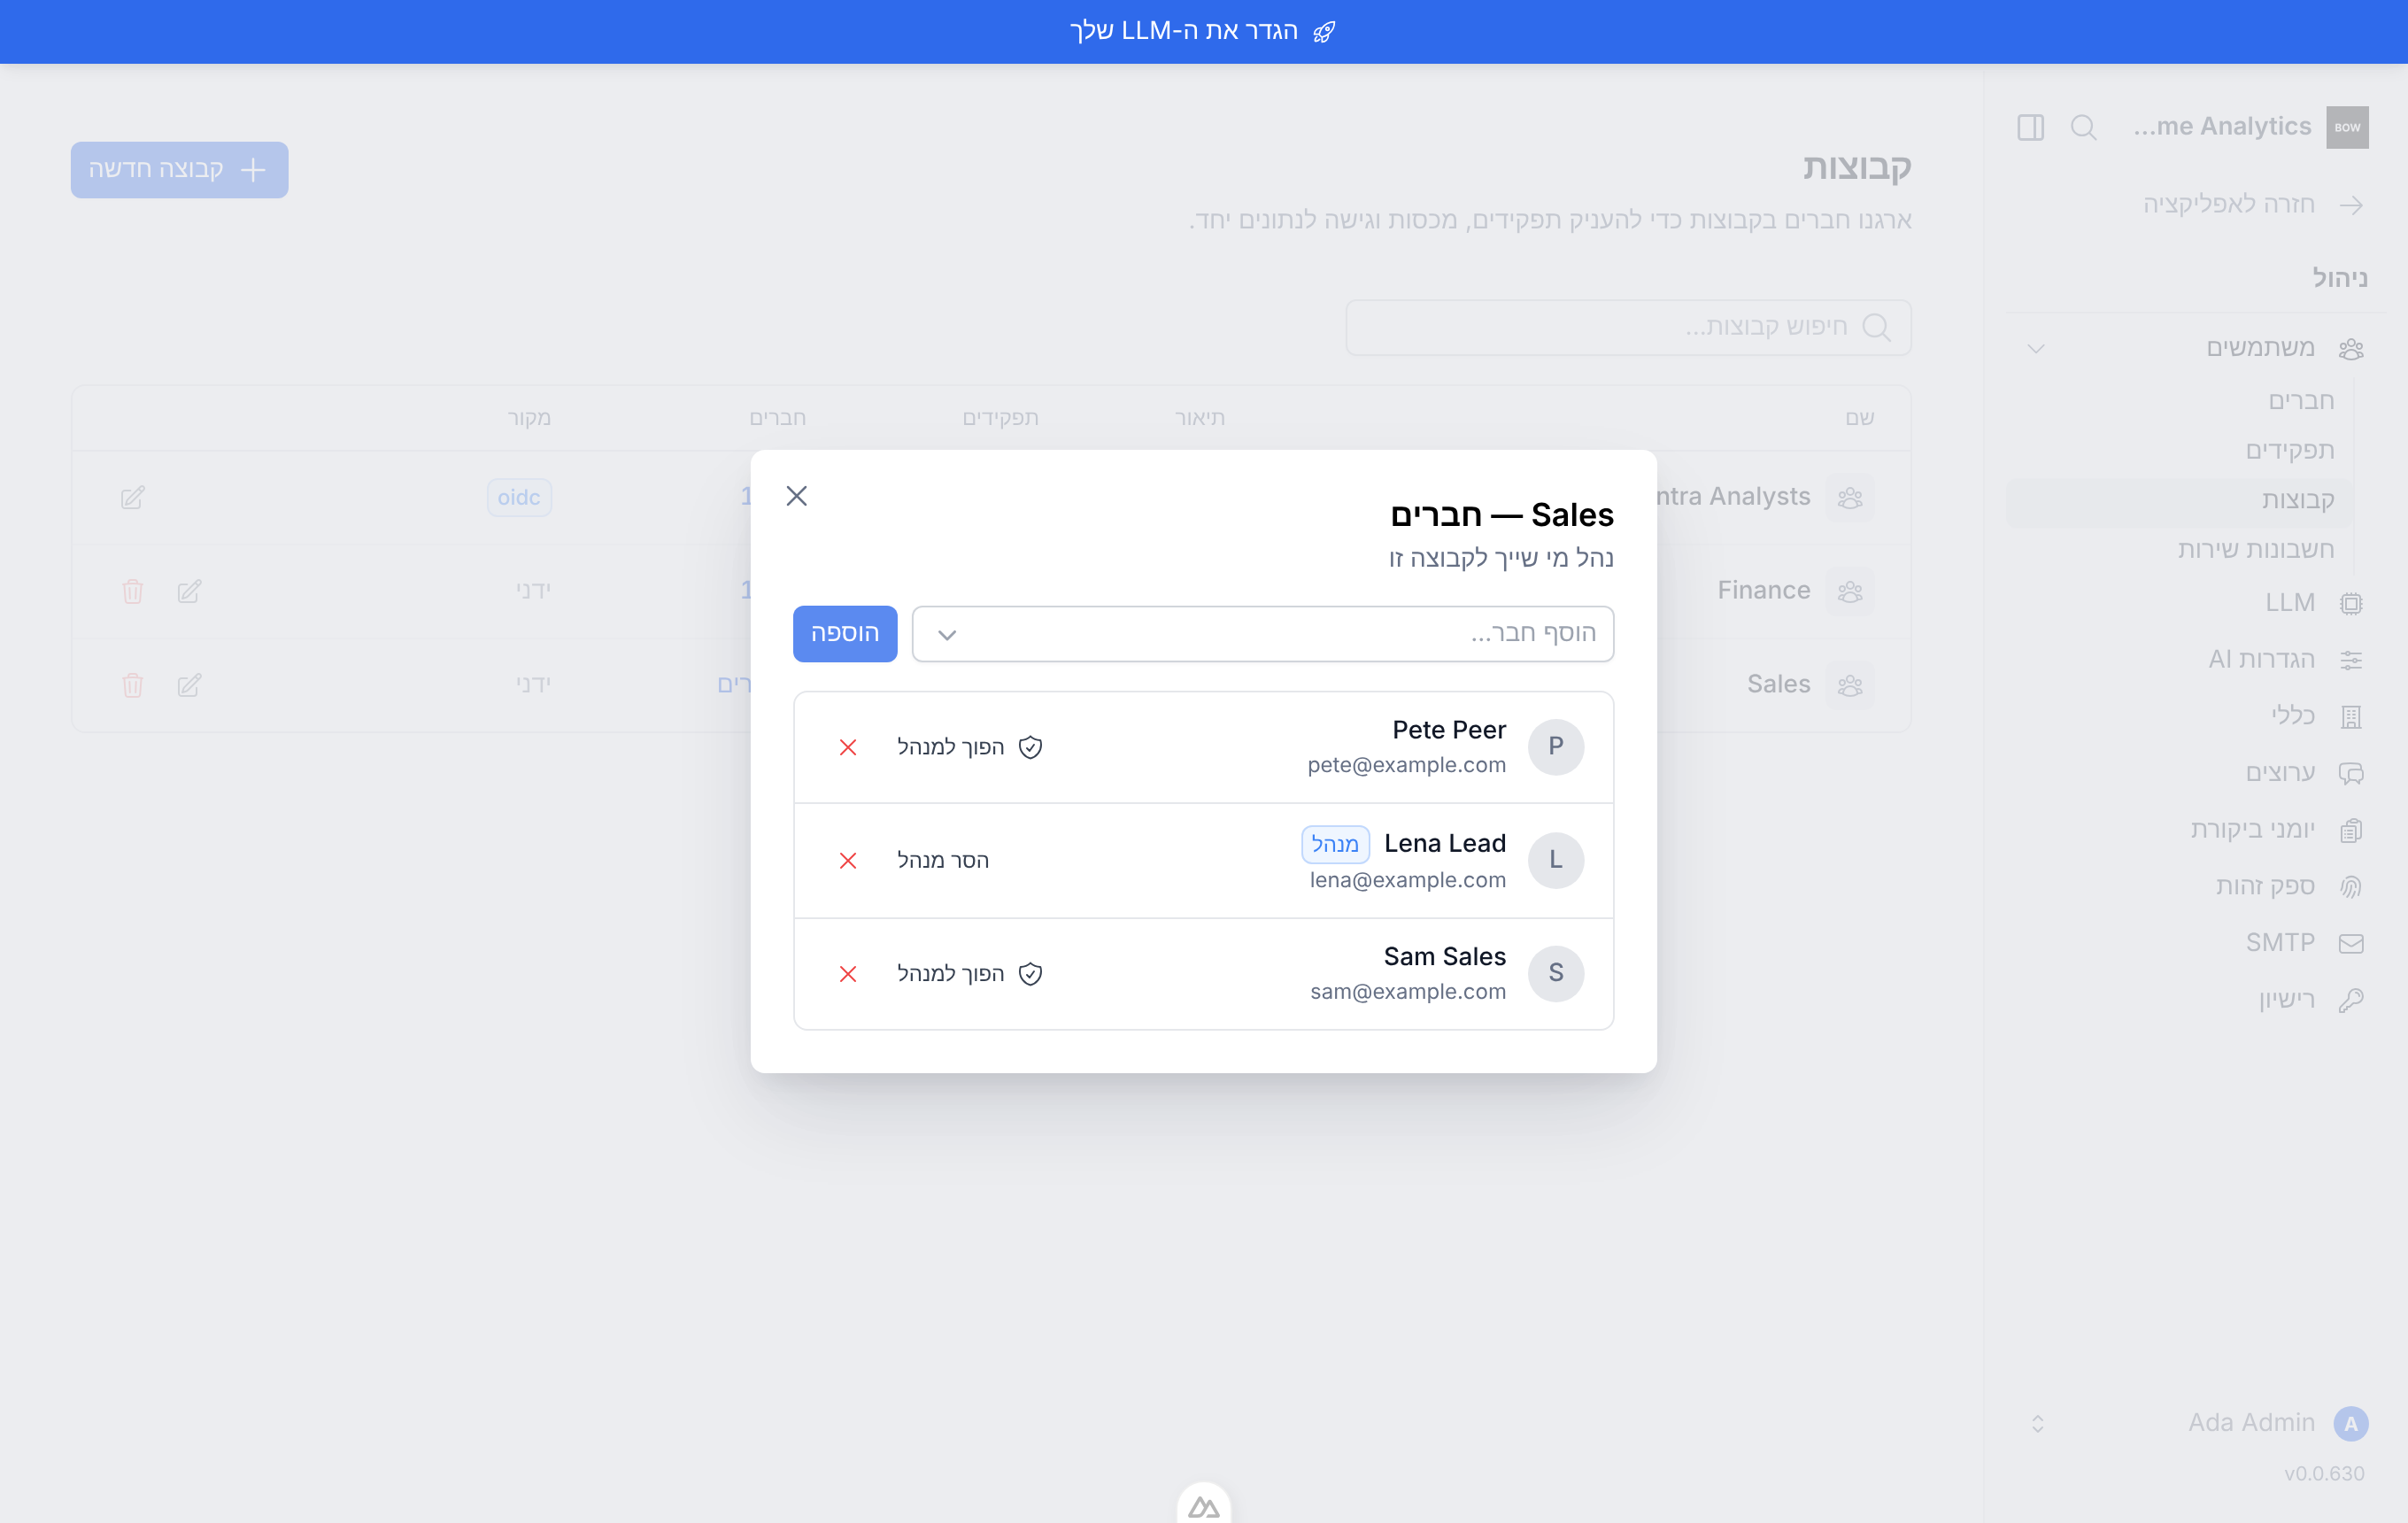 הגדר את ה-LLM שלך
BOW
...me Analytics
חזרה לאפליקציה
ניהול
משתמשים
חברים
תפקידים
קבוצות
חשבונות שירות
LLM
הגדרות AI
כללי
ערוצים
יומני ביקורת
ספק זהות
SMTP
רישיון
A
Ada Admin
v0.0.630
קבוצות
ארגנו חברים בקבוצות כדי להעניק תפקידים, מכסות וגישה לנתונים יחד.
קבוצה חדשה
חיפוש קבוצות...
שם תיאור תפקידים חברים מקור
ntra Analysts 1 oidc
Finance 1 ידני
Sales רים ידני
Sales — חברים
נהל מי שייך לקבוצה זו
הוסף חבר...
הוספה
P
Pete Peer
pete@example.com
הפוך למנהל
L
Lena Lead מנהל
lena@example.com
הסר מנהל
S
Sam Sales
sam@example.com
הפוך למנהל